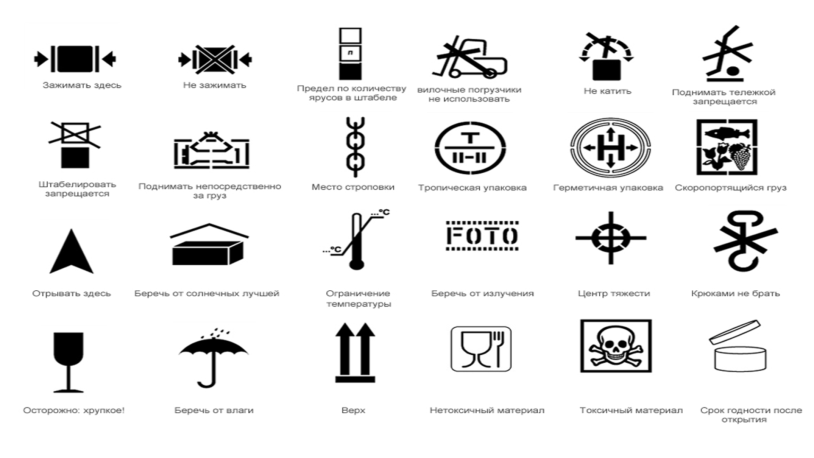 Зажимать здесь
Не зажимать
n
Предел по количеству
ярусов в штабеле
вилочные погрузчики
не использовать
Не катить
Поднимать тележкой
запрещается
Штабелировать
запрещается
Поднимать непосредственно
за груз
Место строповки
T
II-II
Тропическая упаковка
H
Герметичная упаковка
Скоропортящийся груз
Отрывать здесь
Беречь от солнечных лучшей
...°C
...°C
Ограничение
температуры
FOTO
Беречь от излучения
Центр тяжести
Крюками не брать
Осторожно: хрупкое!
Беречь от влаги
Верх
Нетоксичный материал
Токсичный материал
Срок годности после
открытия